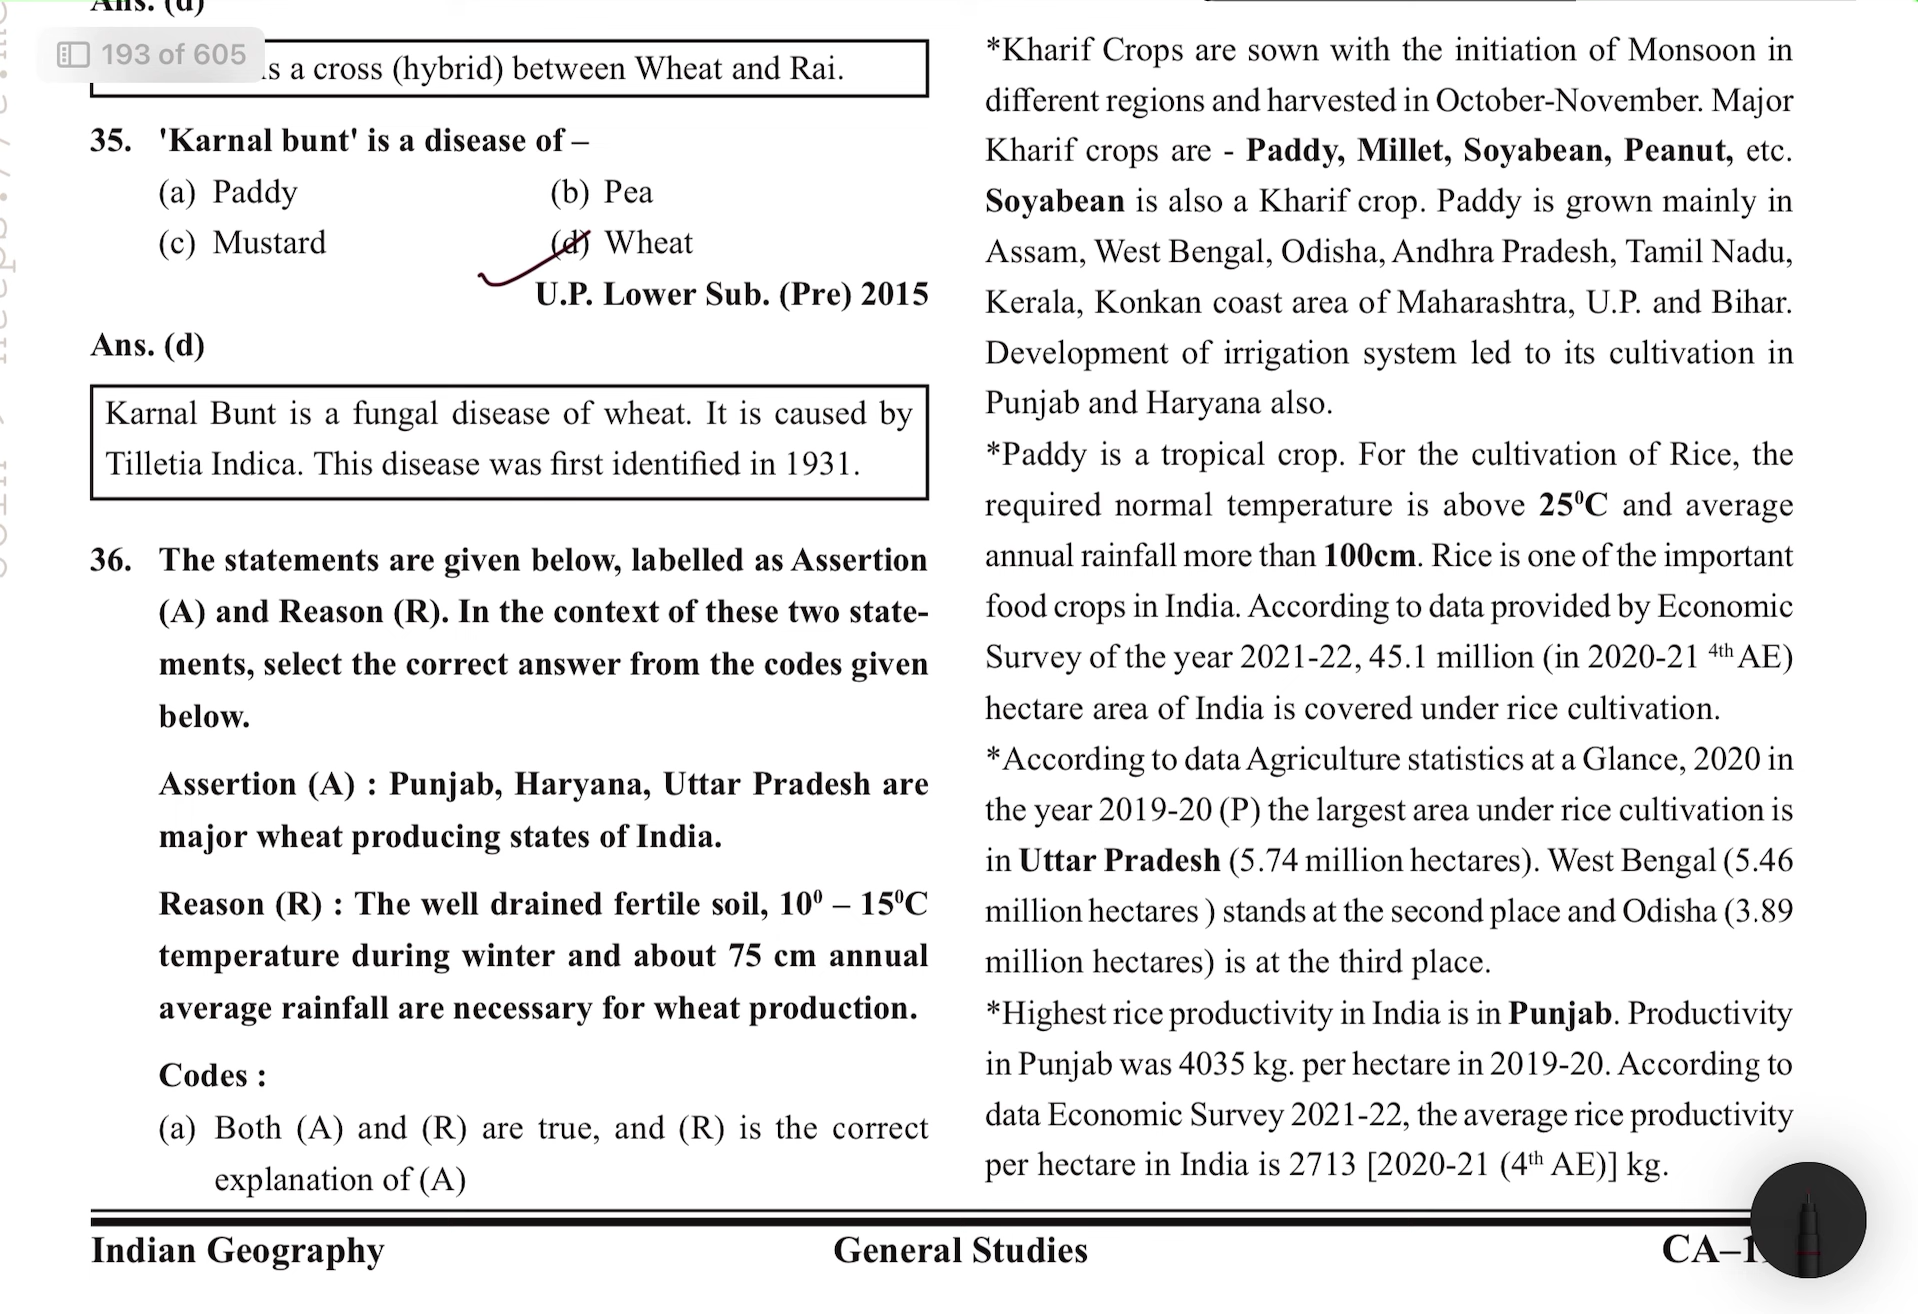 Ans. (d)
193 of 605
s a cross (hybrid) between Wheat and Rai.
35. 'Karnal bunt' is a disease of –
(a) Paddy (b) Pea
(c) Mustard (d) Wheat
U.P. Lower Sub. (Pre) 2015
Ans. (d)
Karnal Bunt is a fungal disease of wheat. It is caused by
Tilletia Indica. This disease was first identified in 1931.
36. The statements are given below, labelled as Assertion
(A) and Reason (R). In the context of these two state-
ments, select the correct answer from the codes given
below.
Assertion (A) : Punjab, Haryana, Uttar Pradesh are
major wheat producing states of India.
Reason (R) : The well drained fertile soil, 10⁰ – 15⁰C
temperature during winter and about 75 cm annual
average rainfall are necessary for wheat production.
Codes :
(a) Both (A) and (R) are true, and (R) is the correct
explanation of (A)
*Kharif Crops are sown with the initiation of Monsoon in
different regions and harvested in October-November. Major
Kharif crops are - Paddy, Millet, Soyabean, Peanut, etc.
Soyabean is also a Kharif crop. Paddy is grown mainly in
Assam, West Bengal, Odisha, Andhra Pradesh, Tamil Nadu,
Kerala, Konkan coast area of Maharashtra, U.P. and Bihar.
Development of irrigation system led to its cultivation in
Punjab and Haryana also.
*Paddy is a tropical crop. For the cultivation of Rice, the
required normal temperature is above 25⁰C and average
annual rainfall more than 100cm. Rice is one of the important
food crops in India. According to data provided by Economic
Survey of the year 2021-22, 45.1 million (in 2020-21 4th AE)
hectare area of India is covered under rice cultivation.
*According to data Agriculture statistics at a Glance, 2020 in
the year 2019-20 (P) the largest area under rice cultivation is
in Uttar Pradesh (5.74 million hectares). West Bengal (5.46
million hectares ) stands at the second place and Odisha (3.89
million hectares) is at the third place.
*Highest rice productivity in India is in Punjab. Productivity
in Punjab was 4035 kg. per hectare in 2019-20. According to
data Economic Survey 2021-22, the average rice productivity
per hectare in India is 2713 [2020-21 (4th AE)] kg.
Indian Geography General Studies CA–1